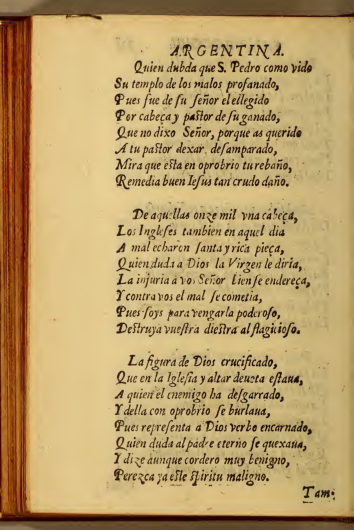 ARGENTINA.
Quien dubda que S. Pedro como vido
Su templo de los malos profanado,
Pues fue de su señor el ellegido
Por cabeça y pastor de su ganado,
Que no dixo Señor, porque as querido
A tu pastor dexar, desamparado,
Mira que esta en oprobrio tu rebaño,
Remedia buen Iesus tan crudo daño.
De aquellas onze mil vna cabeça,
Los Ingleses tambien en aquel dia
A mal echaron santa y rica pieça,
Quien duda a Dios la Virgen le diria,
La injuria a vos Señor bien se endereça,
Y contra vos el mal se cometia,
Pues soys para vengarla poderoso,
Destruya vuestra diestra al flagicioso.
La figura de Dios crucificado,
Que en la Iglesia y altar deuota estaua,
A quien el enemigo ha desgarrado,
Y della con oprobrio se burlaua,
Pues representa a Dios verbo encarnado,
Quien duda al padre eterno se quexaua,
Y dize aunque cordero muy benigno,
Perezca ya este spiritu maligno.
Tam-